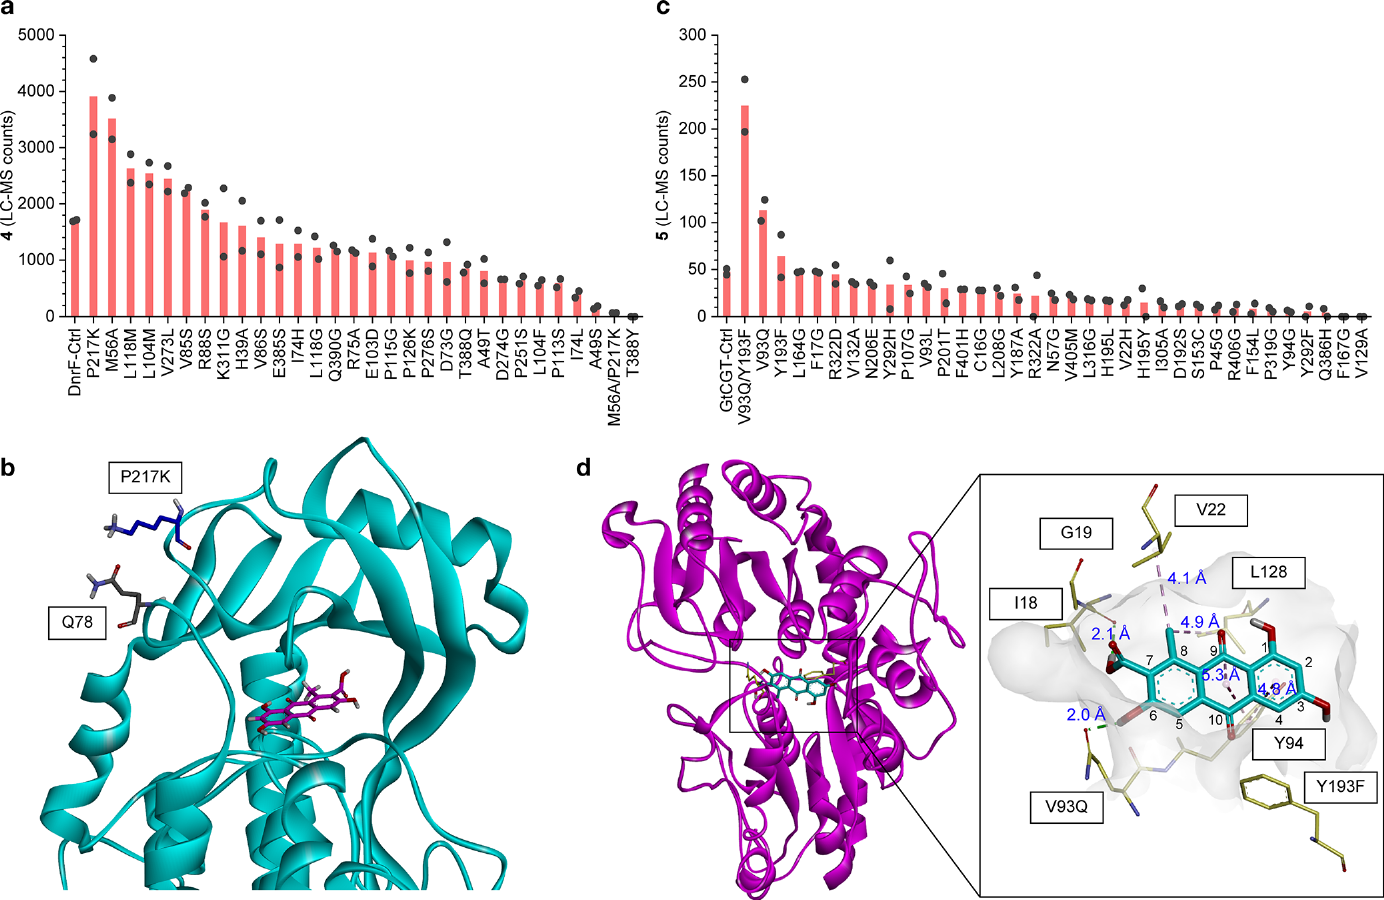 a
5000
4000
3000
2000
1000
0
4 (LC-MS counts)
DnrF-Ctrl
P217K
M56A
L118M
L104M
V273L
V85S
R88S
K311G
H39A
V86S
E385S
I74H
L118G
Q390G
R75A
E103D
P115G
P126K
P276S
D73G
T388Q
A49T
D274G
P251S
L104F
P113S
I74L
A49S
M56A/P217K
T388Y
c
300
250
200
150
100
50
0
5 (LC-MS counts)
GtCGT-Ctrl
V93Q/Y193F
V93Q
Y193F
L164G
F17G
R322D
V132A
N206E
Y292H
P107G
V93L
P201T
F401H
C16G
L208G
Y187A
R322A
N57G
V405M
L316G
H195L
V22H
H195Y
I305A
D192S
S153C
P45G
R406G
F154L
P319G
Y94G
Y292F
Q386H
F167G
V129A
b
P217K
Q78
d
V22
G19
L128
I18
4.1 Å
4.9 Å
2.1 Å
5.3 Å
4.8 Å
2.0 Å
1
2
3
4
5
6
7
8
9
10
Y94
Y193F
V93Q